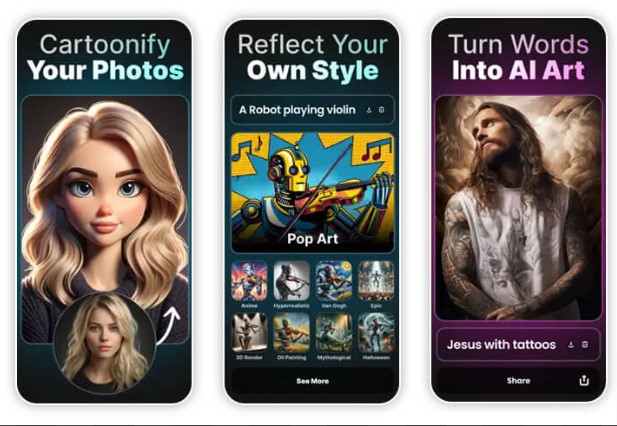 Cartoonify
Your Photos
Reflect Your
Own Style
A Robot playing violin
Pop Art
Anime
Hyperrealistic
Van Gogh
Epic
3D Render
Oil Painting
Mythological
Halloween
See More
Turn Words
Into AI Art
Jesus with tattoos
Share